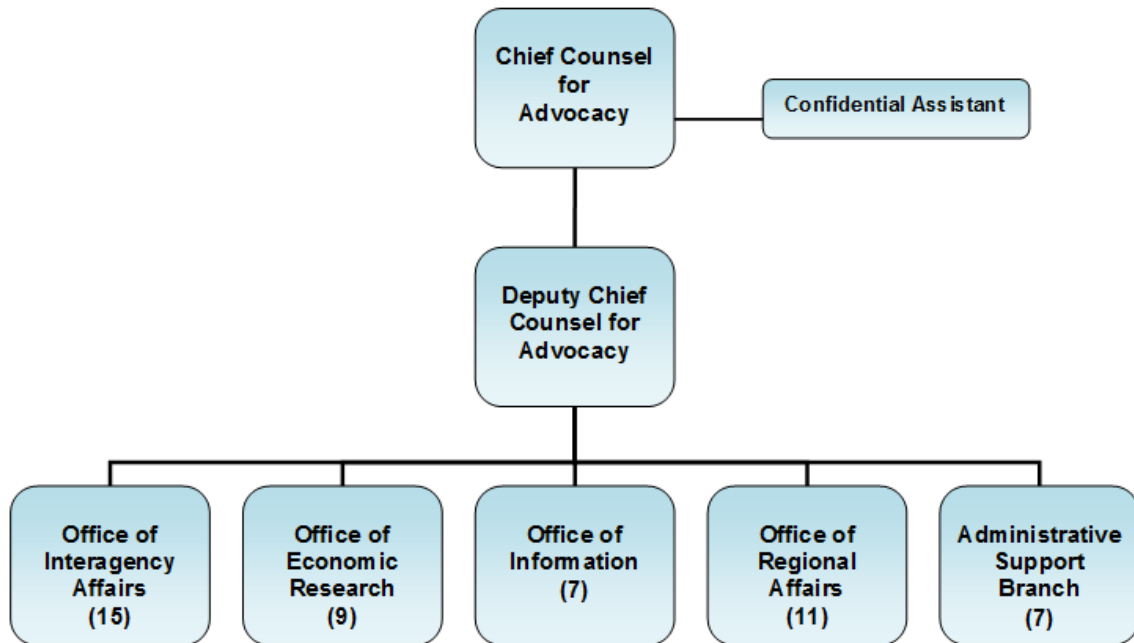 Chief Counsel
for
Advocacy
Confidential Assistant
Deputy Chief
Counsel for
Advocacy
Office of
Interagency
Affairs
(15)
Office of
Economic
Research
(9)
Office of
Information
(7)
Office of
Regional
Affairs
(11)
Administrative
Support
Branch
(7)